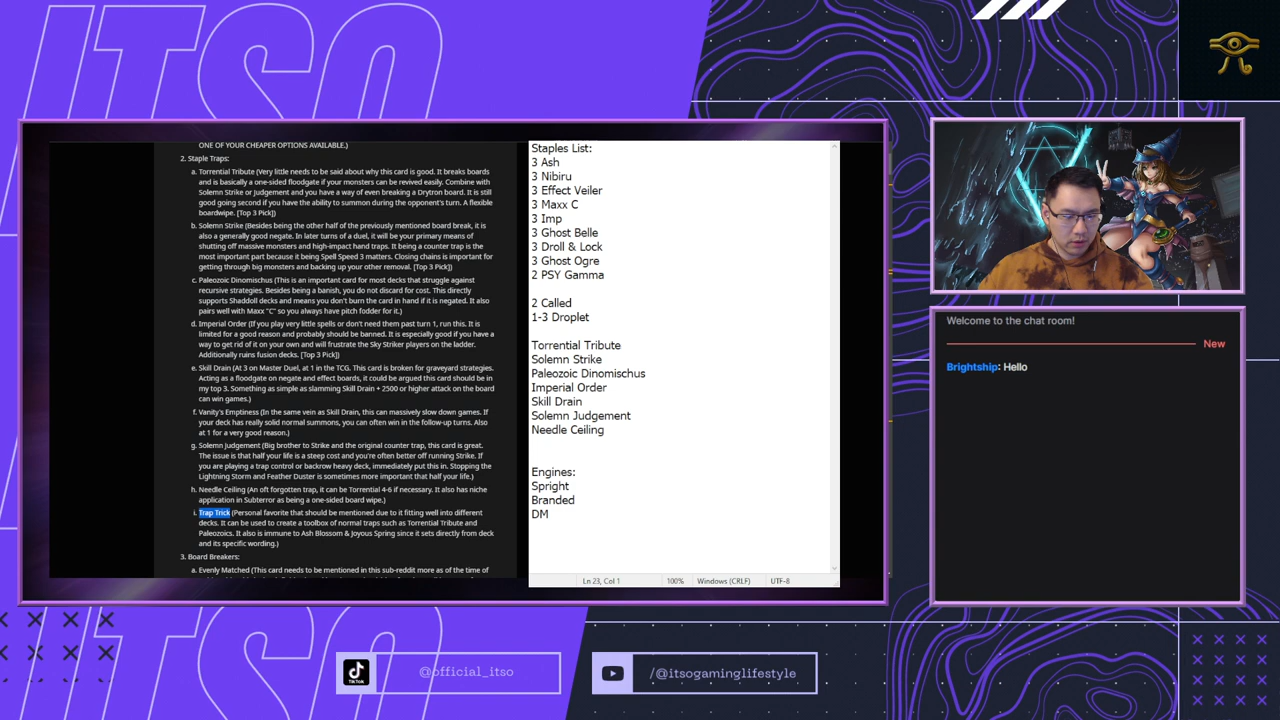 ITSO
ONE OF YOUR CHEAPER OPTIONS AVAILABLE.)
2. Staple Traps:
a. Torrential Tribute (Very little needs to be said about why this card is good. It breaks boards
and is basically a one-sided floodgate if your monsters can be revived easily. Combine with
Solemn Strike or Judgement and you have a way of even breaking a Drytron board. It is still
good going second if you have the ability to summon during the opponent's turn. A flexible
boardwipe. [Top 3 Pick])
b. Solemn Strike (Besides being the other half of the previously mentioned board break, it is
also a generally good negate. In later turns of a duel, it will be your primary means of
shutting off massive monsters and high-impact hand traps. It being a counter trap is the
most important part because it being Spell Speed 3 matters. Closing chains is important for
getting through big monsters and backing up your other removal. [Top 3 Pick])
c. Paleozoic Dinomischus (This is an important card for most decks that struggle against
recursive strategies. Besides being a banish, you do not discard for cost. This directly
supports Shaddoll decks and means you don't burn the card in hand if it is negated. It also
pairs well with Maxx "C" so you always have pitch fodder for it.)
d. Imperial Order (If you play very little spells or don't need them past turn 1, run this. It is
limited for a good reason and probably should be banned. It is especially good if you have a
way to get rid of it on your own and will frustrate the Sky Striker players on the ladder.
Additionally ruins fusion decks. [Top 3 Pick])
e. Skill Drain (At 3 on Master Duel, at 1 in the TCG. This card is broken for graveyard strategies.
Acting as a floodgate on negate and effect boards, it could be argued this card should be in
my top 3. Something as simple as slamming Skill Drain + 2500 or higher attack on the board
can win games.)
f. Vanity's Emptiness (In the same vein as Skill Drain, this can massively slow down games. If
your deck has really solid normal summons, you can often win in the follow-up turns. Also
at 1 for a very good reason.)
g. Solemn Judgement (Big brother to Strike and the original counter trap, this card is great.
The issue is that half your life is a steep cost and you're often better off running Strike. If
you are playing a trap control or backrow heavy deck, immediately put this in. Stopping the
Lightning Storm and Feather Duster is sometimes more important that half your life.)
h. Needle Ceiling (An oft forgotten trap, it can be Torrential 4-6 if necessary. It also has niche
application in Subterror as being a one-sided board wipe.)
i. Trap Trick (Personal favorite that should be mentioned due to it fitting well into different
decks. It can be used to create a toolbox of normal traps such as Torrential Tribute and
Paleozoics. It also is immune to Ash Blossom & Joyous Spring since it sets directly from deck
and its specific wording.)
3. Board Breakers:
a. Evenly Matched (This card needs to be mentioned in this sub-reddit more as of the time of
Staples List:
3 Ash
3 Nibiru
3 Effect Veiler
3 Maxx C
3 Imp
3 Ghost Belle
3 Droll & Lock
3 Ghost Ogre
2 PSY Gamma
2 Called
1-3 Droplet
Torrential Tribute
Solemn Strike
Paleozoic Dinomischus
Imperial Order
Skill Drain
Solemn Judgement
Needle Ceiling
Engines:
Spright
Branded
DM
Ln 23, Col 1 100% Windows (CRLF) UTF-8
Welcome to the chat room!
New
Brightship: Hello
ITSO
TikTok
@official_itso
/@itsogaminglifestyle